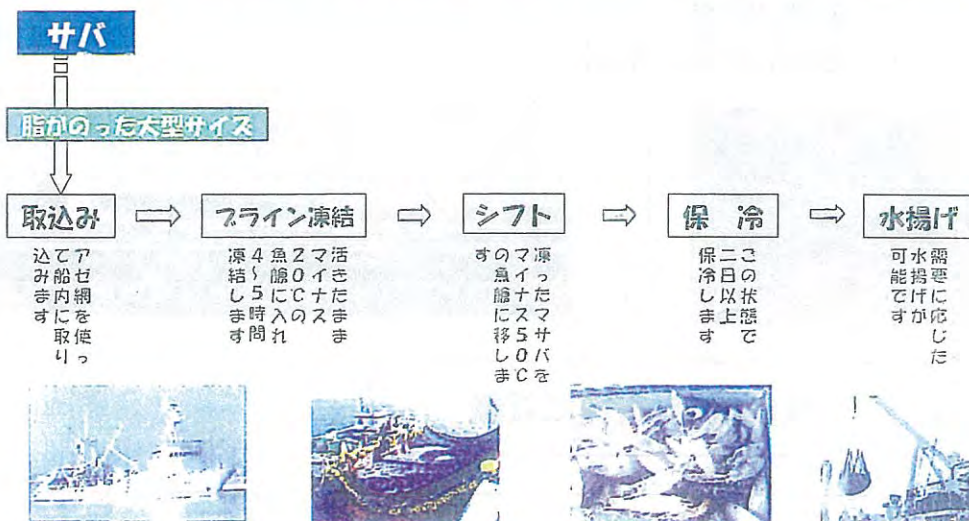 サバ
脂がのった大型サイズ
取込み
ブライン凍結
シフト
保 冷
水揚げ
アゼ網を使っ
て船内に取り
込みます
活きたまま
マイナス
20Cの
魚艙に入れ
4～5時間
凍結します
凍ったマサバを
マイナス50C
の魚艙に移しま
す
この状態で
二日以上
保冷します
需要に応じた
水揚げが
可能です